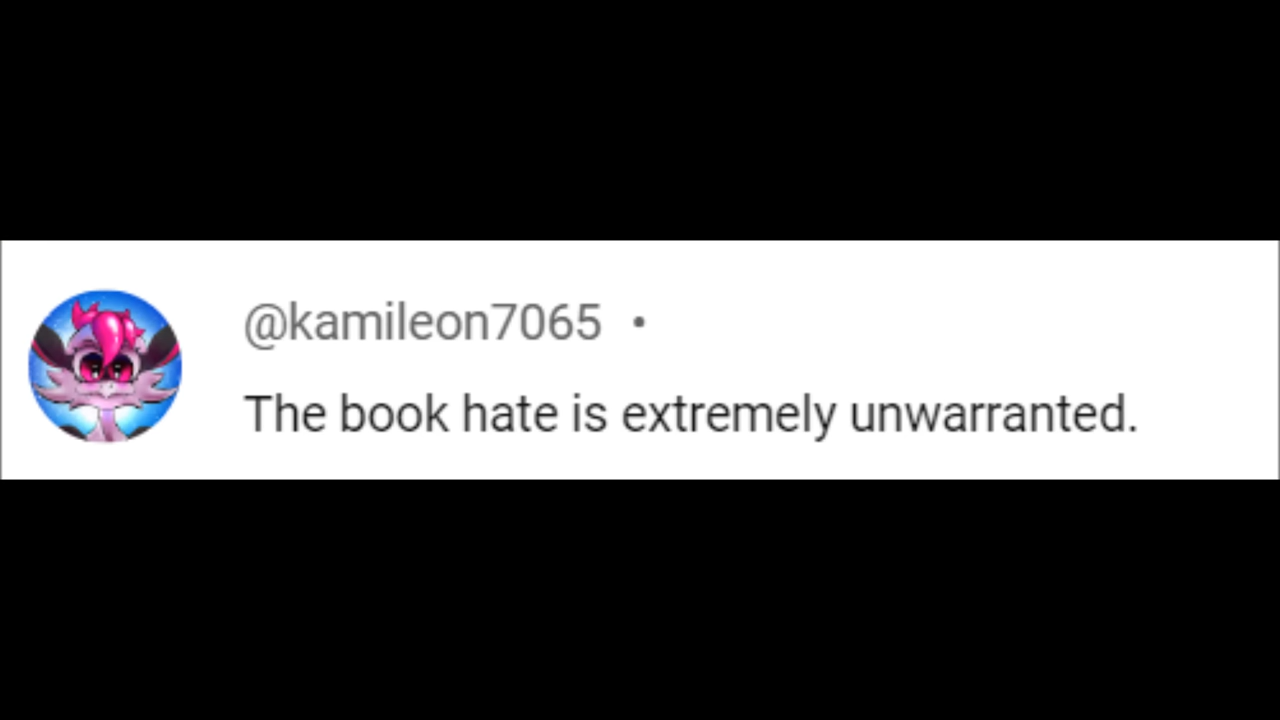 @kamileon7065 •
The book hate is extremely unwarranted.